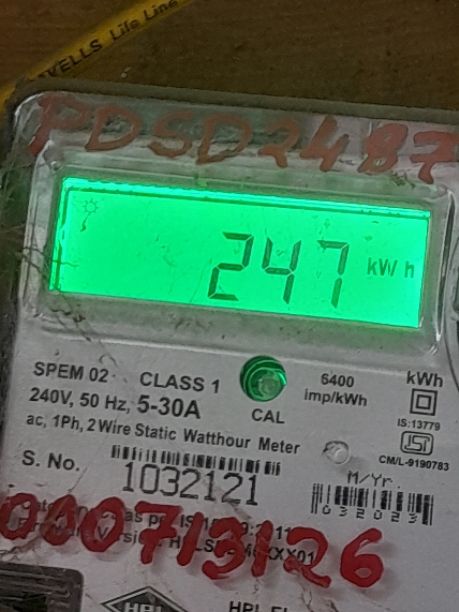 HAVELLS Life Line
PDSD2487
247 kWh
SPEM 02 CLASS 1
6400 imp/kWh
kWh
240V, 50 Hz, 5-30A
CAL
IS:13779
ac, 1Ph, 2 Wire Static Watthour Meter
CM/L-9190783
S. No.
1032121
M/Yr.
032023
000713126
HPL